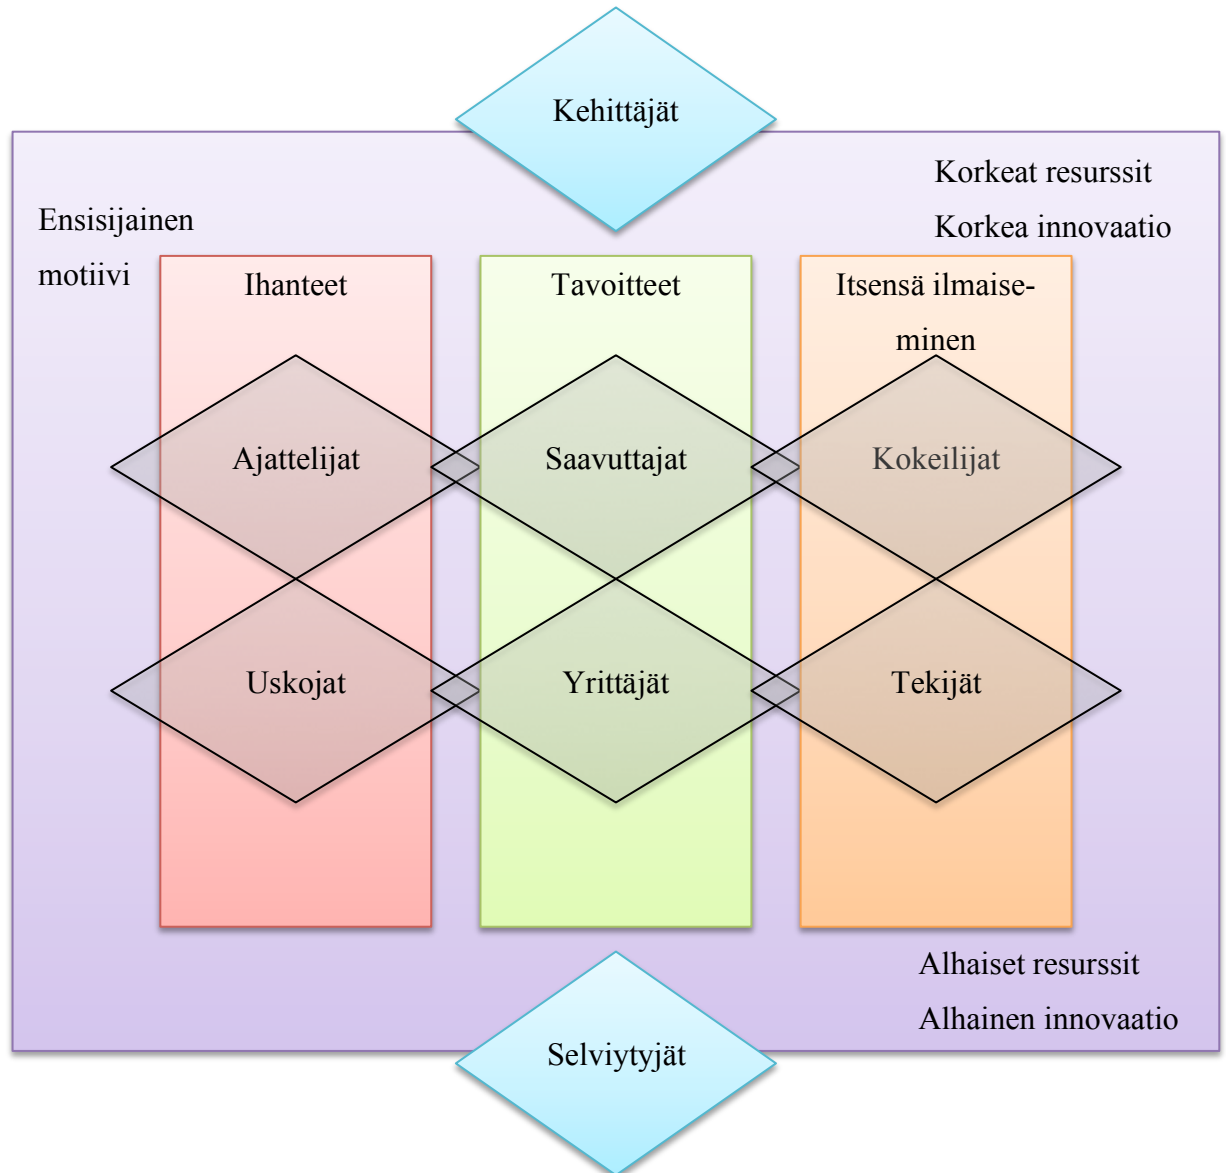 Kehittäjät
Korkeat resurssit
Korkea innovaatio
Ensisijainen
motiivi
Ihanteet
Tavoitteet
Itsensä ilmaise-
minen
Ajattelijat
Saavuttajat
Kokeilijat
Uskojat
Yrittäjät
Tekijät
Alhaiset resurssit
Alhainen innovaatio
Selviytyjät